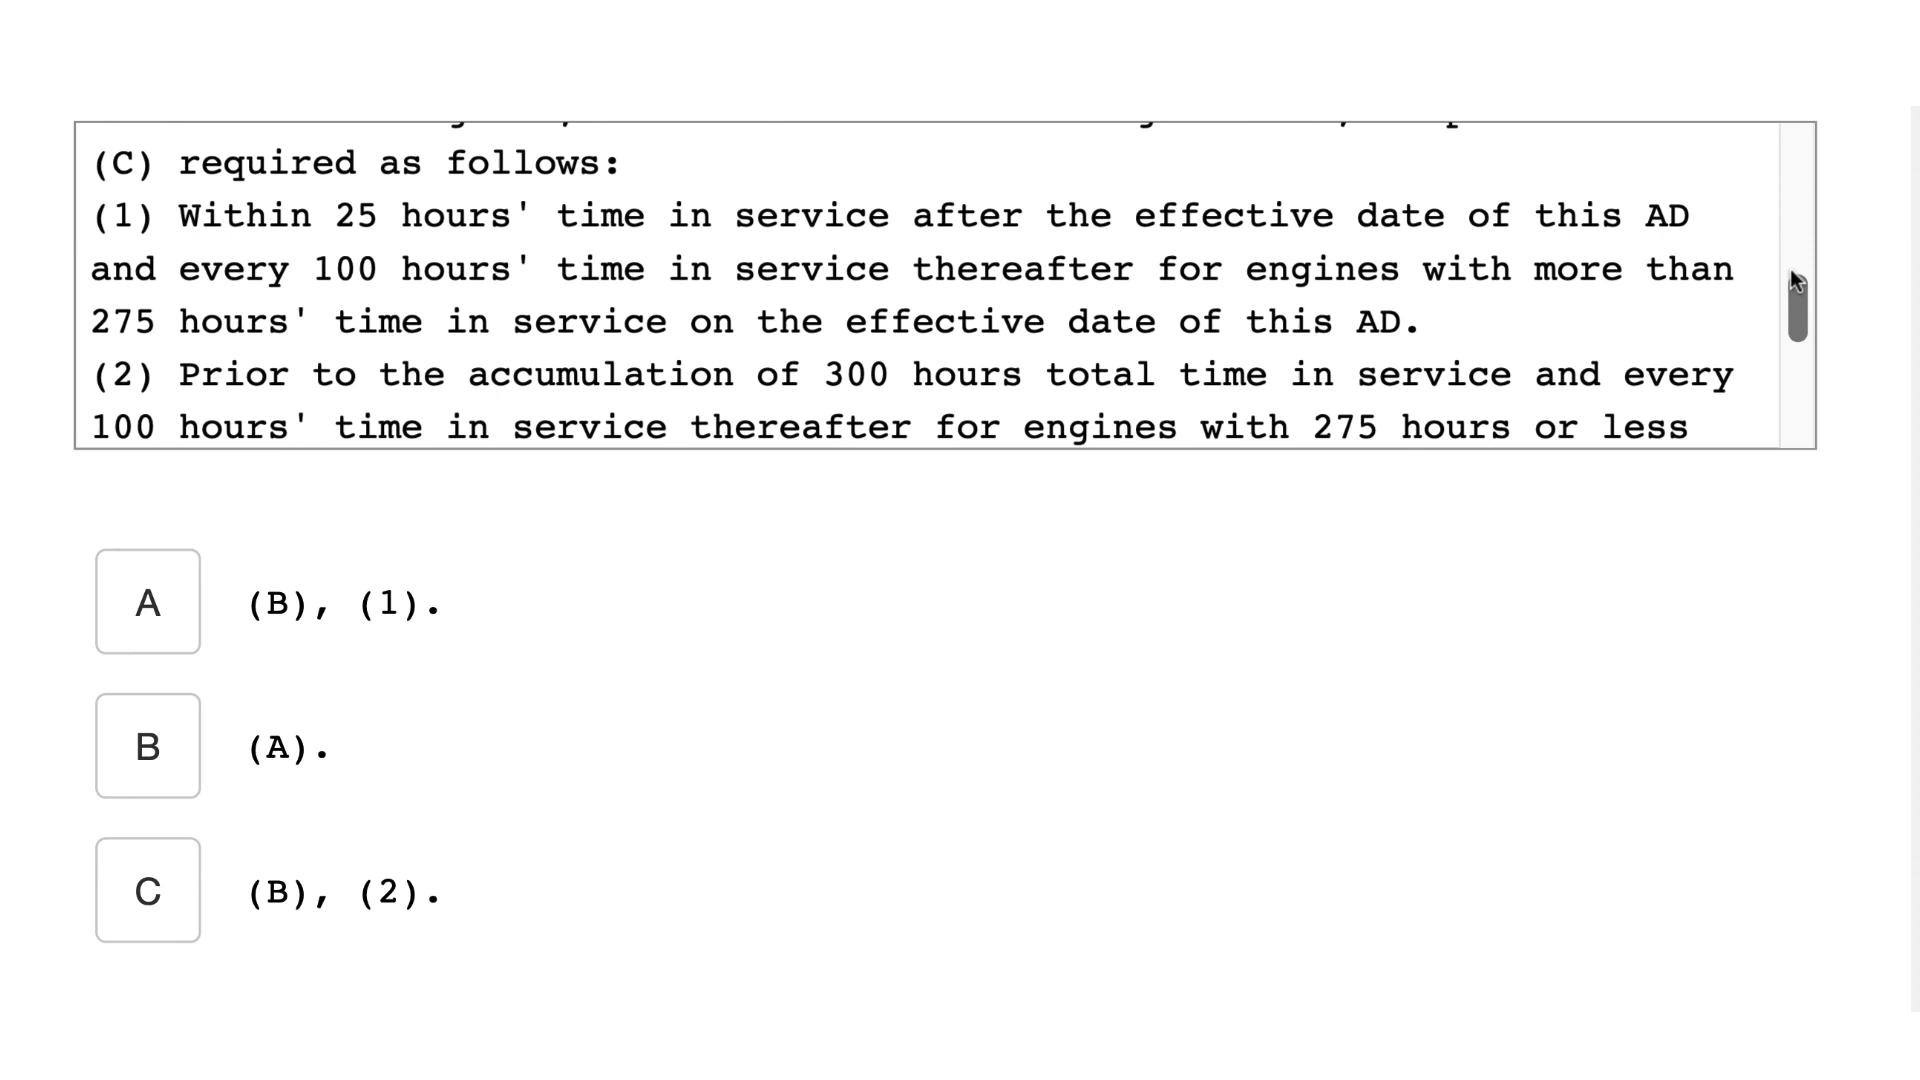 (C) required as follows:
(1) Within 25 hours' time in service after the effective date of this AD
and every 100 hours' time in service thereafter for engines with more than
275 hours' time in service on the effective date of this AD.
(2) Prior to the accumulation of 300 hours total time in service and every
100 hours' time in service thereafter for engines with 275 hours or less
A (B), (1).
B (A).
C (B), (2).